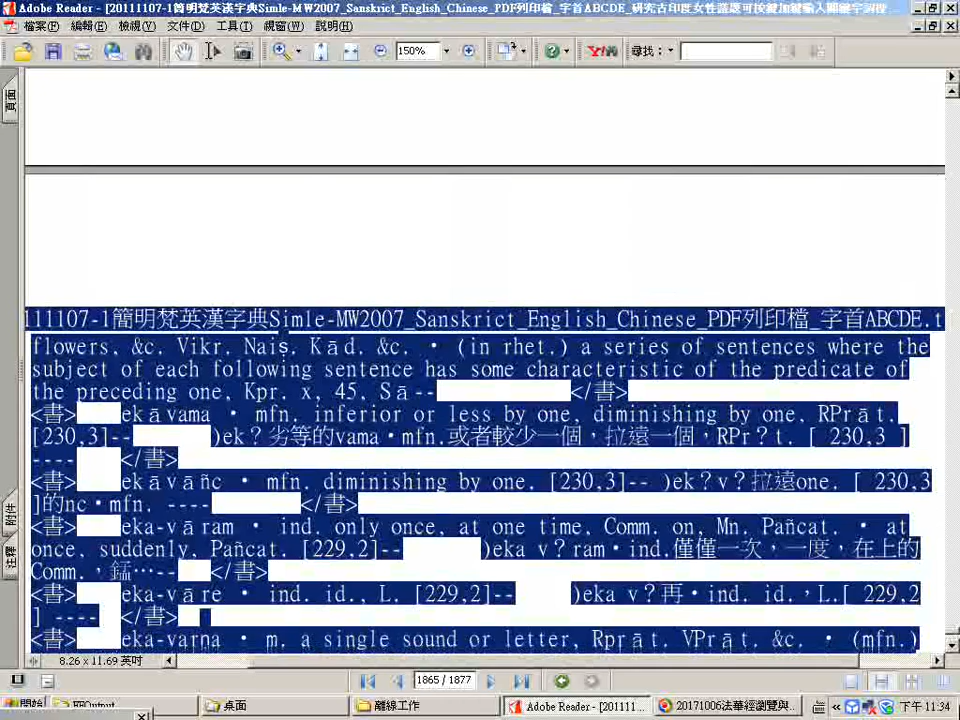 Adobe Reader - [20111107-1簡明梵英漢字典Simle-MW2007_Sanskrict_English_Chinese_PDF列印檔_字首ABCDE_研究古印度女性議題可按鍵輸入關鍵字詞搜
檔案(F) 編輯(E) 檢視(V) 文件(D) 工具(T) 視窗(W) 說明(H)
150% Y! 尋找:
頁面
111107-1簡明梵英漢字典Simle-MW2007_Sanskrict_English_Chinese_PDF列印檔_字首ABCDE.t
flowers, &c. Vikr. Naiṣ. Kād. &c. • (in rhet.) a series of sentences where the
subject of each following sentence has some characteristic of the predicate of
the preceding one, Kpr. x, 45, Sā-- </書>
<書> ekāvama • mfn. inferior or less by one, diminishing by one. RPrāt.
[230,3]-- )ek？劣等的vama•mfn.或者較少一個，拉遠一個，RPr？t. [ 230,3 ]
---- </書>
<書> ekāvāñc • mfn. diminishing by one. [230,3]-- )ek？v？拉遠one. [ 230,3
]的nc•mfn. ---- </書>
<書> eka-vāram • ind. only once, at one time, Comm. on, Mn. Pañcat. • at
once, suddenly, Pañcat. [229,2]-- )eka v？ram•ind.僅僅一次，一度，在上的
Comm.，錳…-- </書>
<書> eka-vāre • ind. id., L. [229,2]-- )eka v？再•ind. id.，L.[ 229,2
] ---- </書>
<書> eka-varṇa • m. a single sound or letter, Rprāt. VPrāt. &c. • (mfn.)
附件
注釋
8.26 x 11.69 英吋
1865 / 1877
開始 FFOutput 桌面 離線工作 Adobe Reader - [2011111... 20171006法華經瀏覽與... 下午 11:34